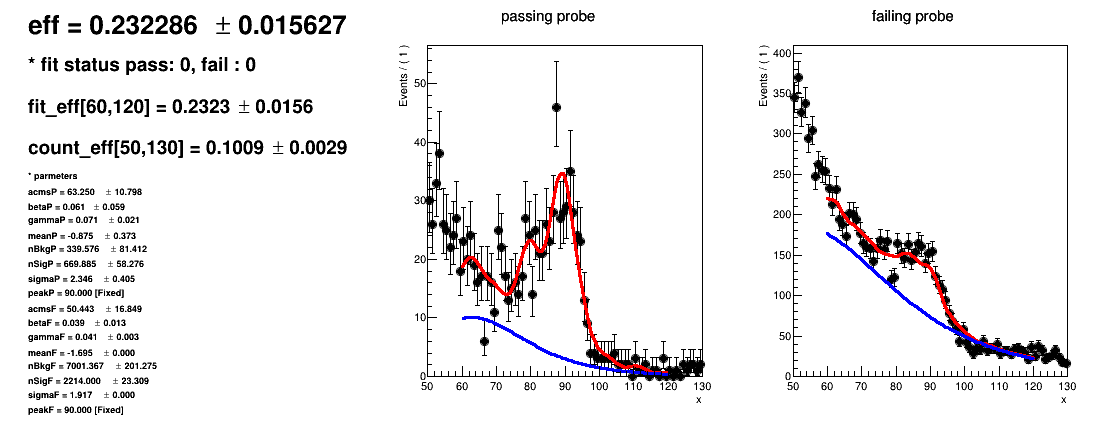 eff = 0.232286 ± 0.015627
* fit status pass: 0, fail : 0
fit_eff[60,120] = 0.2323 ± 0.0156
count_eff[50,130] = 0.1009 ± 0.0029
* parmeters
acmsP = 63.250 ± 10.798
betaP = 0.061 ± 0.059
gammaP = 0.071 ± 0.021
meanP = -0.875 ± 0.373
nBkgP = 339.576 ± 81.412
nSigP = 669.885 ± 58.276
sigmaP = 2.346 ± 0.405
peakP = 90.000 [Fixed]
acmsF = 50.443 ± 16.849
betaF = 0.039 ± 0.013
gammaF = 0.041 ± 0.003
meanF = -1.695 ± 0.000
nBkgF = 7001.367 ± 201.275
nSigF = 2214.000 ± 23.309
sigmaF = 1.917 ± 0.000
peakF = 90.000 [Fixed]
passing probe
Events / ( 1 )
50
40
30
20
10
0
50 60 70 80 90 100 110 120 130
x
failing probe
Events / ( 1 )
400
350
300
250
200
150
100
50
0
50 60 70 80 90 100 110 120 130
x